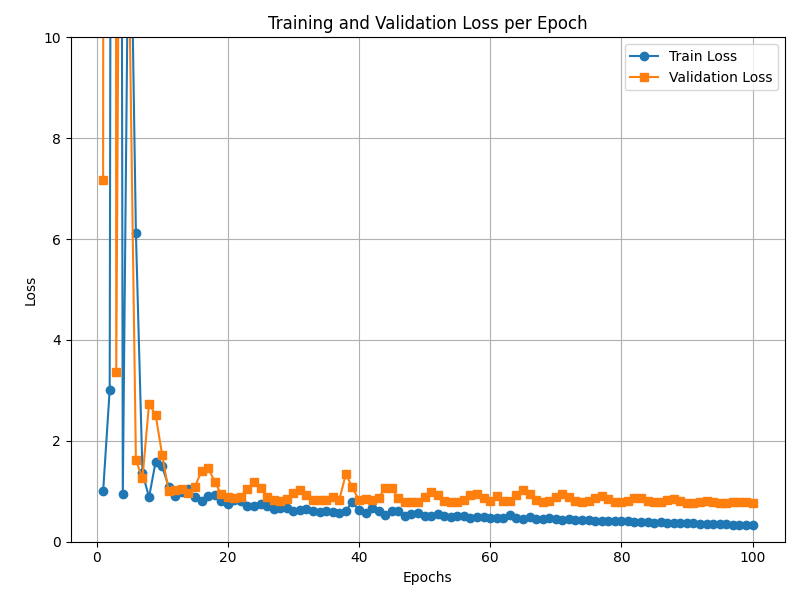 Training and Validation Loss per Epoch
Train Loss
Validation Loss
Loss
10
8
6
4
2
0
0 20 40 60 80 100
Epochs